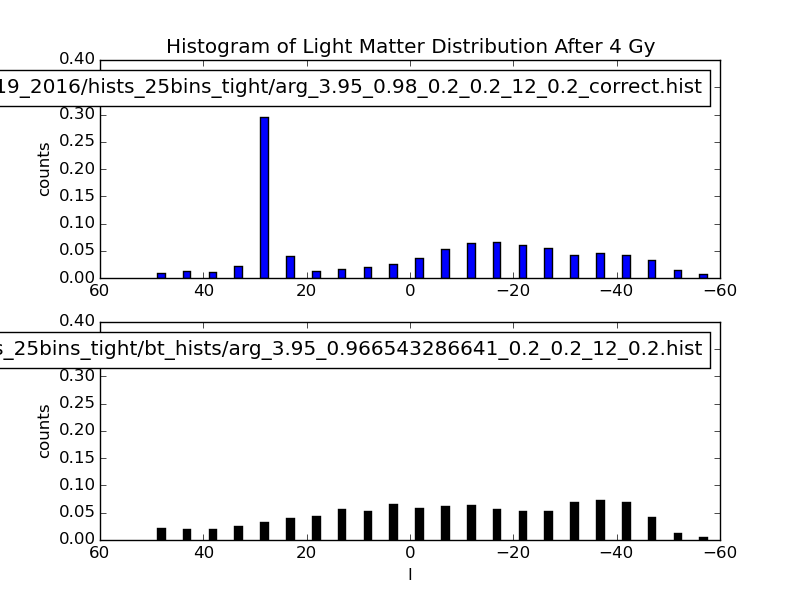 Histogram of Light Matter Distribution After 4 Gy
0.40
19_2016/hists_25bins_tight/arg_3.95_0.98_0.2_0.2_12_0.2_correct.hist
0.30
0.25
0.20
0.15
0.10
0.05
0.00
counts
60 40 20 0 −20 −40 −60
0.40
s_25bins_tight/bt_hists/arg_3.95_0.966543286641_0.2_0.2_12_0.2.hist
0.30
0.25
0.20
0.15
0.10
0.05
0.00
counts
60 40 20 0 −20 −40 −60
l